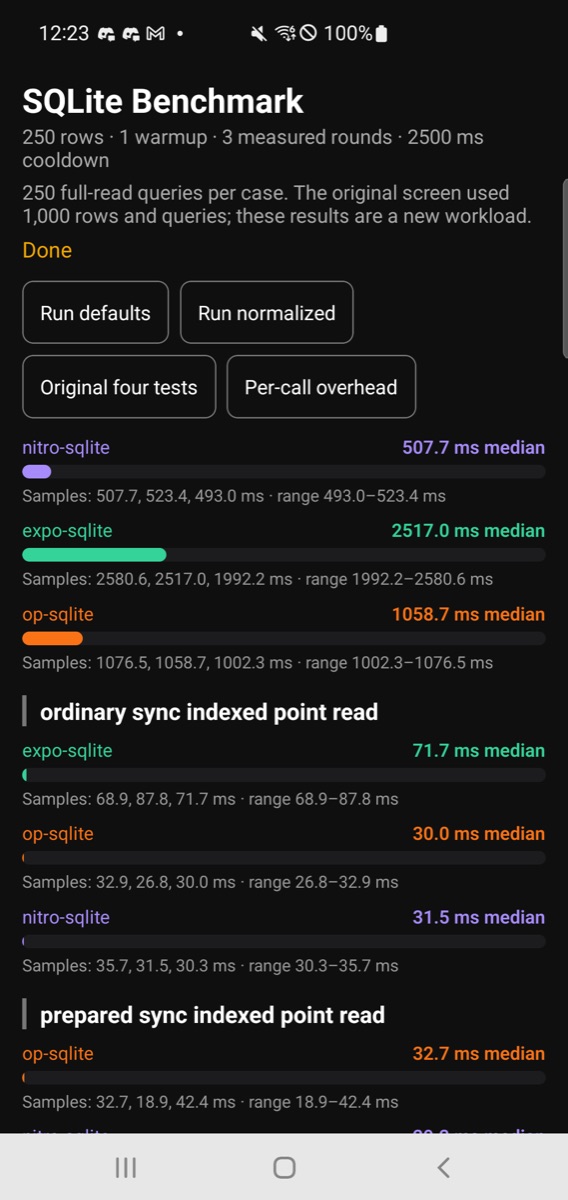 12:23 100%
SQLite Benchmark
250 rows · 1 warmup · 3 measured rounds · 2500 ms
cooldown
250 full-read queries per case. The original screen used
1,000 rows and queries; these results are a new workload.
Done
Run defaults
Run normalized
Original four tests
Per-call overhead
nitro-sqlite 507.7 ms median
Samples: 507.7, 523.4, 493.0 ms · range 493.0–523.4 ms
expo-sqlite 2517.0 ms median
Samples: 2580.6, 2517.0, 1992.2 ms · range 1992.2–2580.6 ms
op-sqlite 1058.7 ms median
Samples: 1076.5, 1058.7, 1002.3 ms · range 1002.3–1076.5 ms
ordinary sync indexed point read
expo-sqlite 71.7 ms median
Samples: 68.9, 87.8, 71.7 ms · range 68.9–87.8 ms
op-sqlite 30.0 ms median
Samples: 32.9, 26.8, 30.0 ms · range 26.8–32.9 ms
nitro-sqlite 31.5 ms median
Samples: 35.7, 31.5, 30.3 ms · range 30.3–35.7 ms
prepared sync indexed point read
op-sqlite 32.7 ms median
Samples: 32.7, 18.9, 42.4 ms · range 18.9–42.4 ms